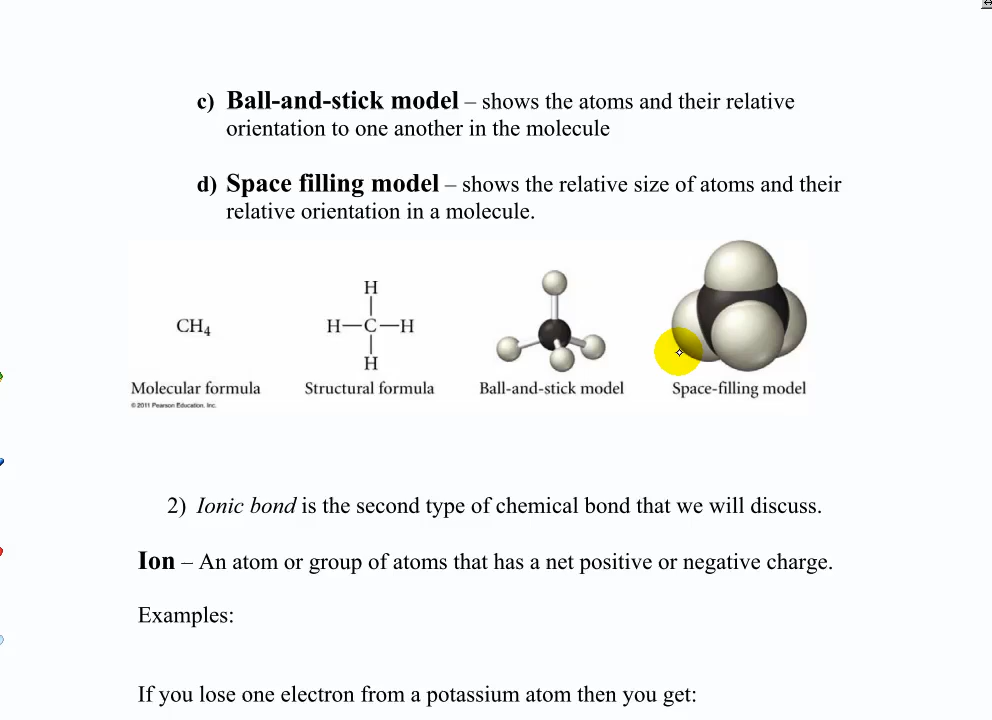 c) Ball-and-stick model – shows the atoms and their relative
orientation to one another in the molecule
d) Space filling model – shows the relative size of atoms and their
relative orientation in a molecule.
H
CH₄ H—C—H
H
Molecular formula Structural formula Ball-and-stick model Space-filling model
© 2011 Pearson Education, Inc.
2) Ionic bond is the second type of chemical bond that we will discuss.
Ion – An atom or group of atoms that has a net positive or negative charge.
Examples:
If you lose one electron from a potassium atom then you get: